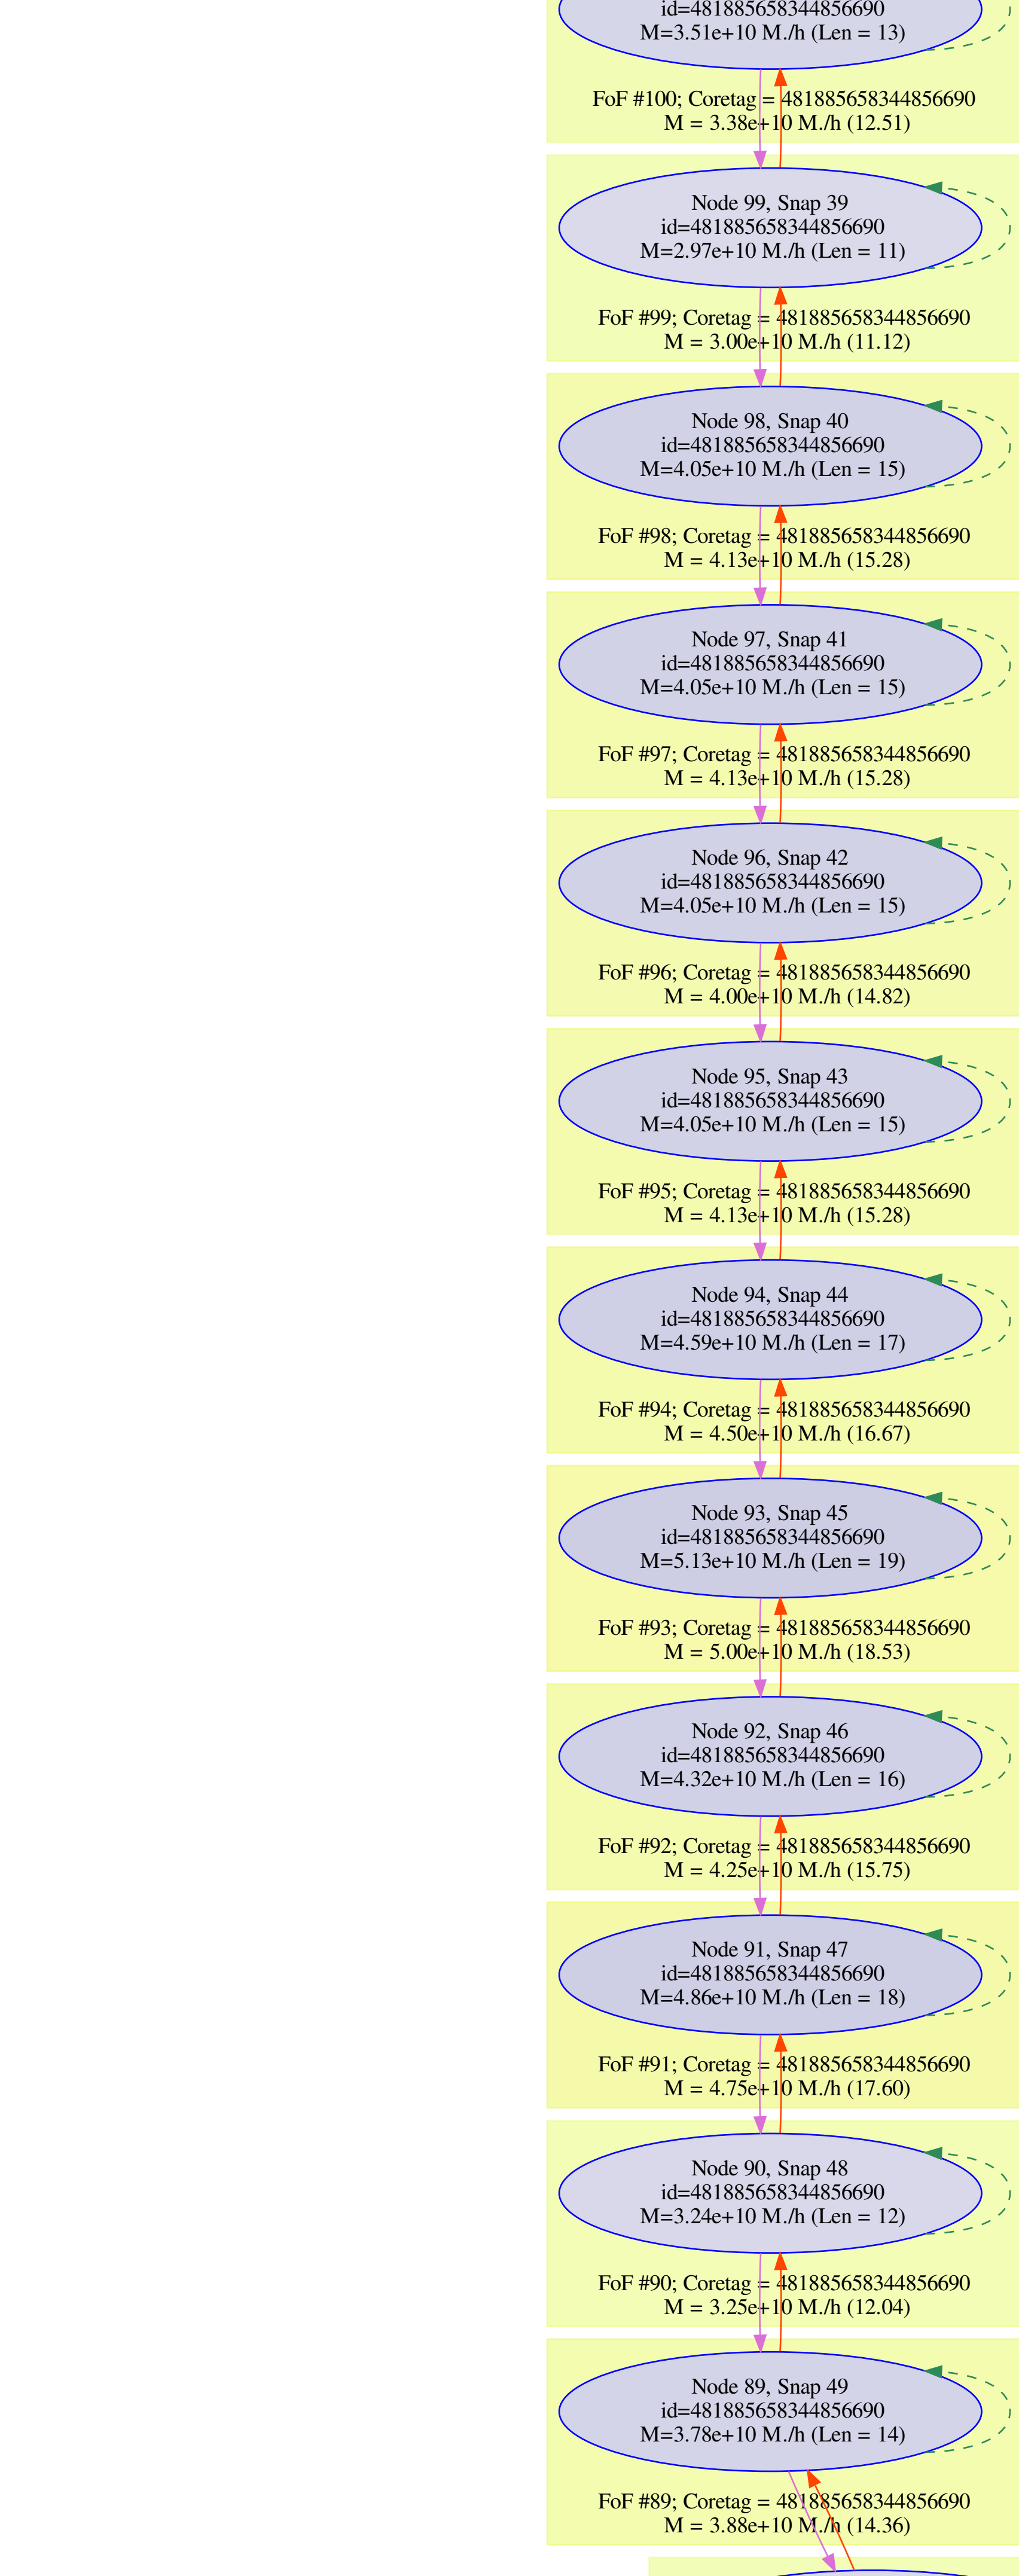 id=481885658344856690
M=3.51e+10 M./h (Len = 13)
FoF #100; Coretag = 481885658344856690
M = 3.38e+10 M./h (12.51)
Node 99, Snap 39
id=481885658344856690
M=2.97e+10 M./h (Len = 11)
FoF #99; Coretag = 481885658344856690
M = 3.00e+10 M./h (11.12)
Node 98, Snap 40
id=481885658344856690
M=4.05e+10 M./h (Len = 15)
FoF #98; Coretag = 481885658344856690
M = 4.13e+10 M./h (15.28)
Node 97, Snap 41
id=481885658344856690
M=4.05e+10 M./h (Len = 15)
FoF #97; Coretag = 481885658344856690
M = 4.13e+10 M./h (15.28)
Node 96, Snap 42
id=481885658344856690
M=4.05e+10 M./h (Len = 15)
FoF #96; Coretag = 481885658344856690
M = 4.00e+10 M./h (14.82)
Node 95, Snap 43
id=481885658344856690
M=4.05e+10 M./h (Len = 15)
FoF #95; Coretag = 481885658344856690
M = 4.13e+10 M./h (15.28)
Node 94, Snap 44
id=481885658344856690
M=4.59e+10 M./h (Len = 17)
FoF #94; Coretag = 481885658344856690
M = 4.50e+10 M./h (16.67)
Node 93, Snap 45
id=481885658344856690
M=5.13e+10 M./h (Len = 19)
FoF #93; Coretag = 481885658344856690
M = 5.00e+10 M./h (18.53)
Node 92, Snap 46
id=481885658344856690
M=4.32e+10 M./h (Len = 16)
FoF #92; Coretag = 481885658344856690
M = 4.25e+10 M./h (15.75)
Node 91, Snap 47
id=481885658344856690
M=4.86e+10 M./h (Len = 18)
FoF #91; Coretag = 481885658344856690
M = 4.75e+10 M./h (17.60)
Node 90, Snap 48
id=481885658344856690
M=3.24e+10 M./h (Len = 12)
FoF #90; Coretag = 481885658344856690
M = 3.25e+10 M./h (12.04)
Node 89, Snap 49
id=481885658344856690
M=3.78e+10 M./h (Len = 14)
FoF #89; Coretag = 481885658344856690
M = 3.88e+10 M./h (14.36)